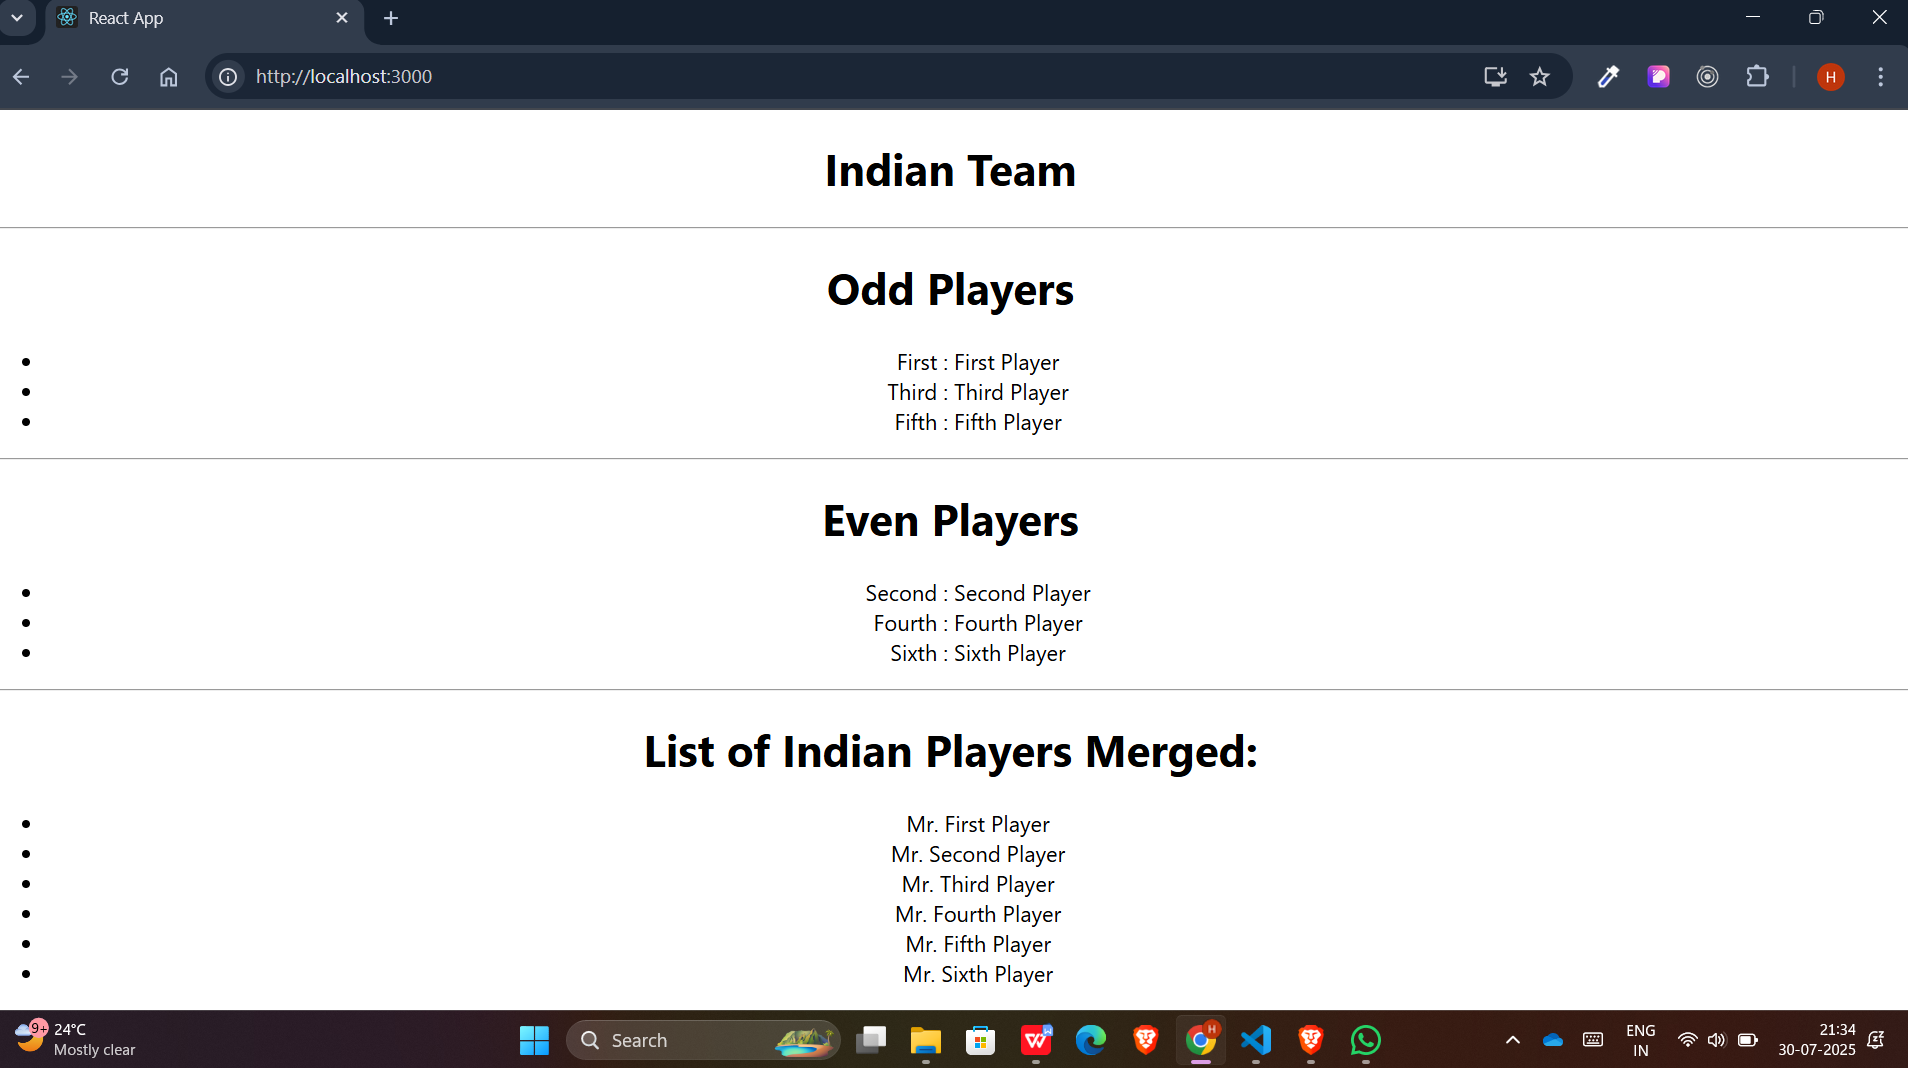 React App
http://localhost:3000
H
Indian Team
Odd Players
First : First Player
Third : Third Player
Fifth : Fifth Player
Even Players
Second : Second Player
Fourth : Fourth Player
Sixth : Sixth Player
List of Indian Players Merged:
Mr. First Player
Mr. Second Player
Mr. Third Player
Mr. Fourth Player
Mr. Fifth Player
Mr. Sixth Player
9+
24°C
Mostly clear
Search
W
H
ENG
IN
21:34
30-07-2025